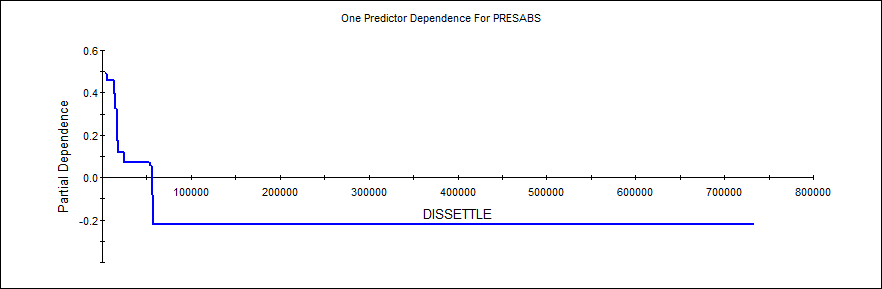 One Predictor Dependence For PRESABS
Partial Dependence
0.6
0.4
0.2
0.0
-0.2
100000 200000 300000 400000 500000 600000 700000 800000
DISSETTLE